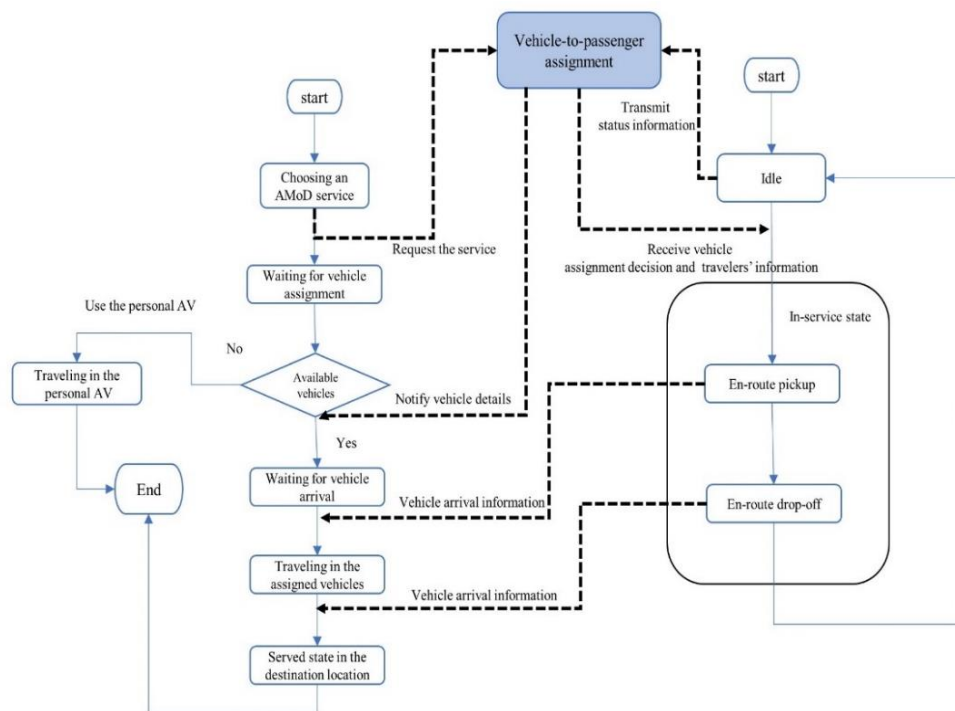 Vehicle-to-passenger
assignment
start
start
Transmit
status information
Choosing an
AMoD service
Idle
Request the service
Receive vehicle
assignment decision and travelers' information
Waiting for vehicle
assignment
Use the personal AV
In-service state
No
Traveling in the
personal AV
Available
vehicles
En-route pickup
Notify vehicle details
Yes
Waiting for vehicle
arrival
End
Vehicle arrival information
En-route drop-off
Traveling in the
assigned vehicles
Vehicle arrival information
Served state in the
destination location